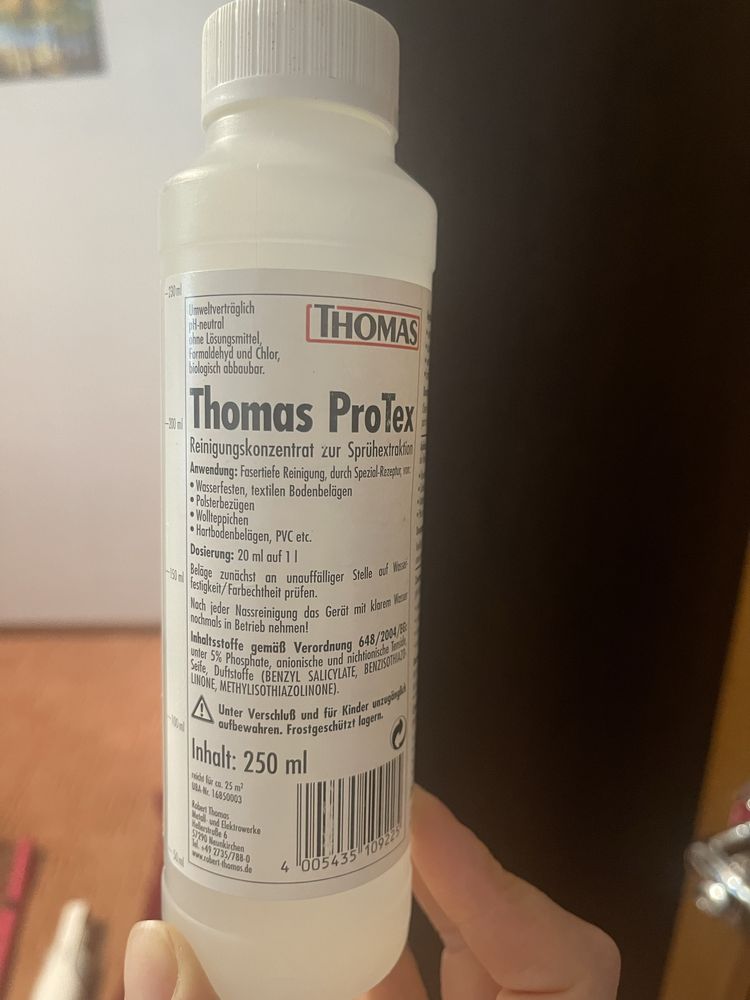 Umweltverträglich
pH-neutral
ohne Lösungsmittel,
Formaldehyd und Chlor,
biologisch abbaubar.
THOMAS
Thomas ProTex
Reinigungskonzentrat zur Sprühextraktion
Anwendung: Fasertiefe Reinigung, durch Spezial-Rezeptur, von:
• Wasserfesten, textilen Bodenbelägen
• Polsterbezügen
• Wollteppichen
• Hartbodenbelägen, PVC etc.
Dosierung: 20 ml auf 1 l
Beläge zunächst an unauffälliger Stelle auf Wasser-
festigkeit/Farbechtheit prüfen.
Nach jeder Nassreinigung das Gerät mit klarem Wasser
nochmals in Betrieb nehmen!
Inhaltsstoffe gemäß Verordnung 648/2004/EG:
unter 5% Phosphate, anionische und nichtionische Tenside,
Seife, Duftstoffe (BENZYL SALICYLATE, BENZISOTHIAZO-
LINONE, METHYLISOTHIAZOLINONE).
Unter Verschluß und für Kinder unzugänglich
aufbewahren. Frostgeschützt lagern.
Inhalt: 250 ml
reicht für ca. 25 m²
UBA-Nr. 16850003
Robert Thomas
Metall- und Elektrowerke
Hellerstraße 6
57290 Neunkirchen
Tel. +49 2735/788-0
www.robert-thomas.de
4 005435 109225
200 ml
150 ml
100 ml
50 ml